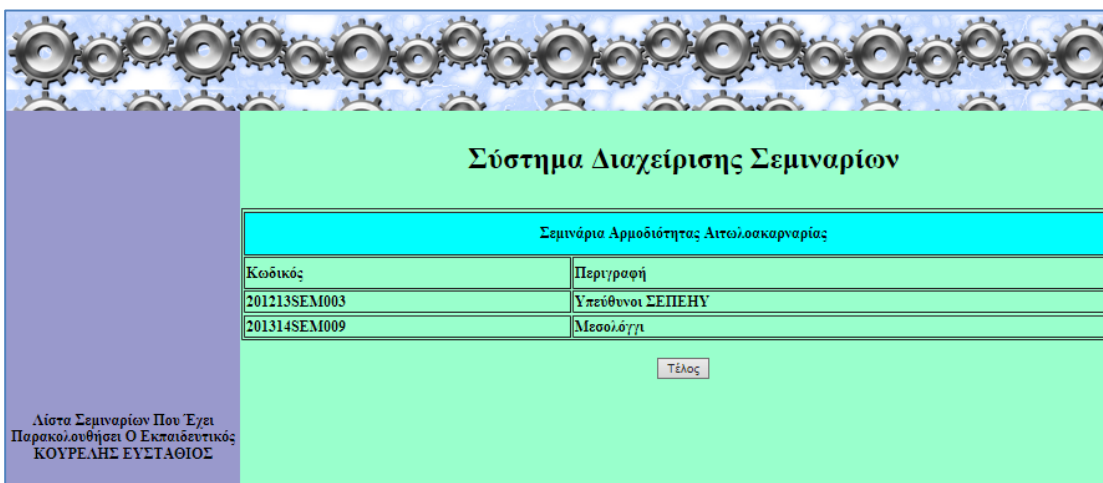 Σύστημα Διαχείρισης Σεμιναρίων
Σεμινάρια Αρμοδιότητας Αιτωλοακαρναρίας
Κωδικός Περιγραφή
201213SEM003 Υπεύθυνοι ΣΕΠΕΗΥ
201314SEM009 Μεσολόγγι
Τέλος
Λίστα Σεμιναρίων Που Έχει
Παρακολουθήσει Ο Εκπαιδευτικός
ΚΟΥΡΕΛΗΣ ΕΥΣΤΑΘΙΟΣ